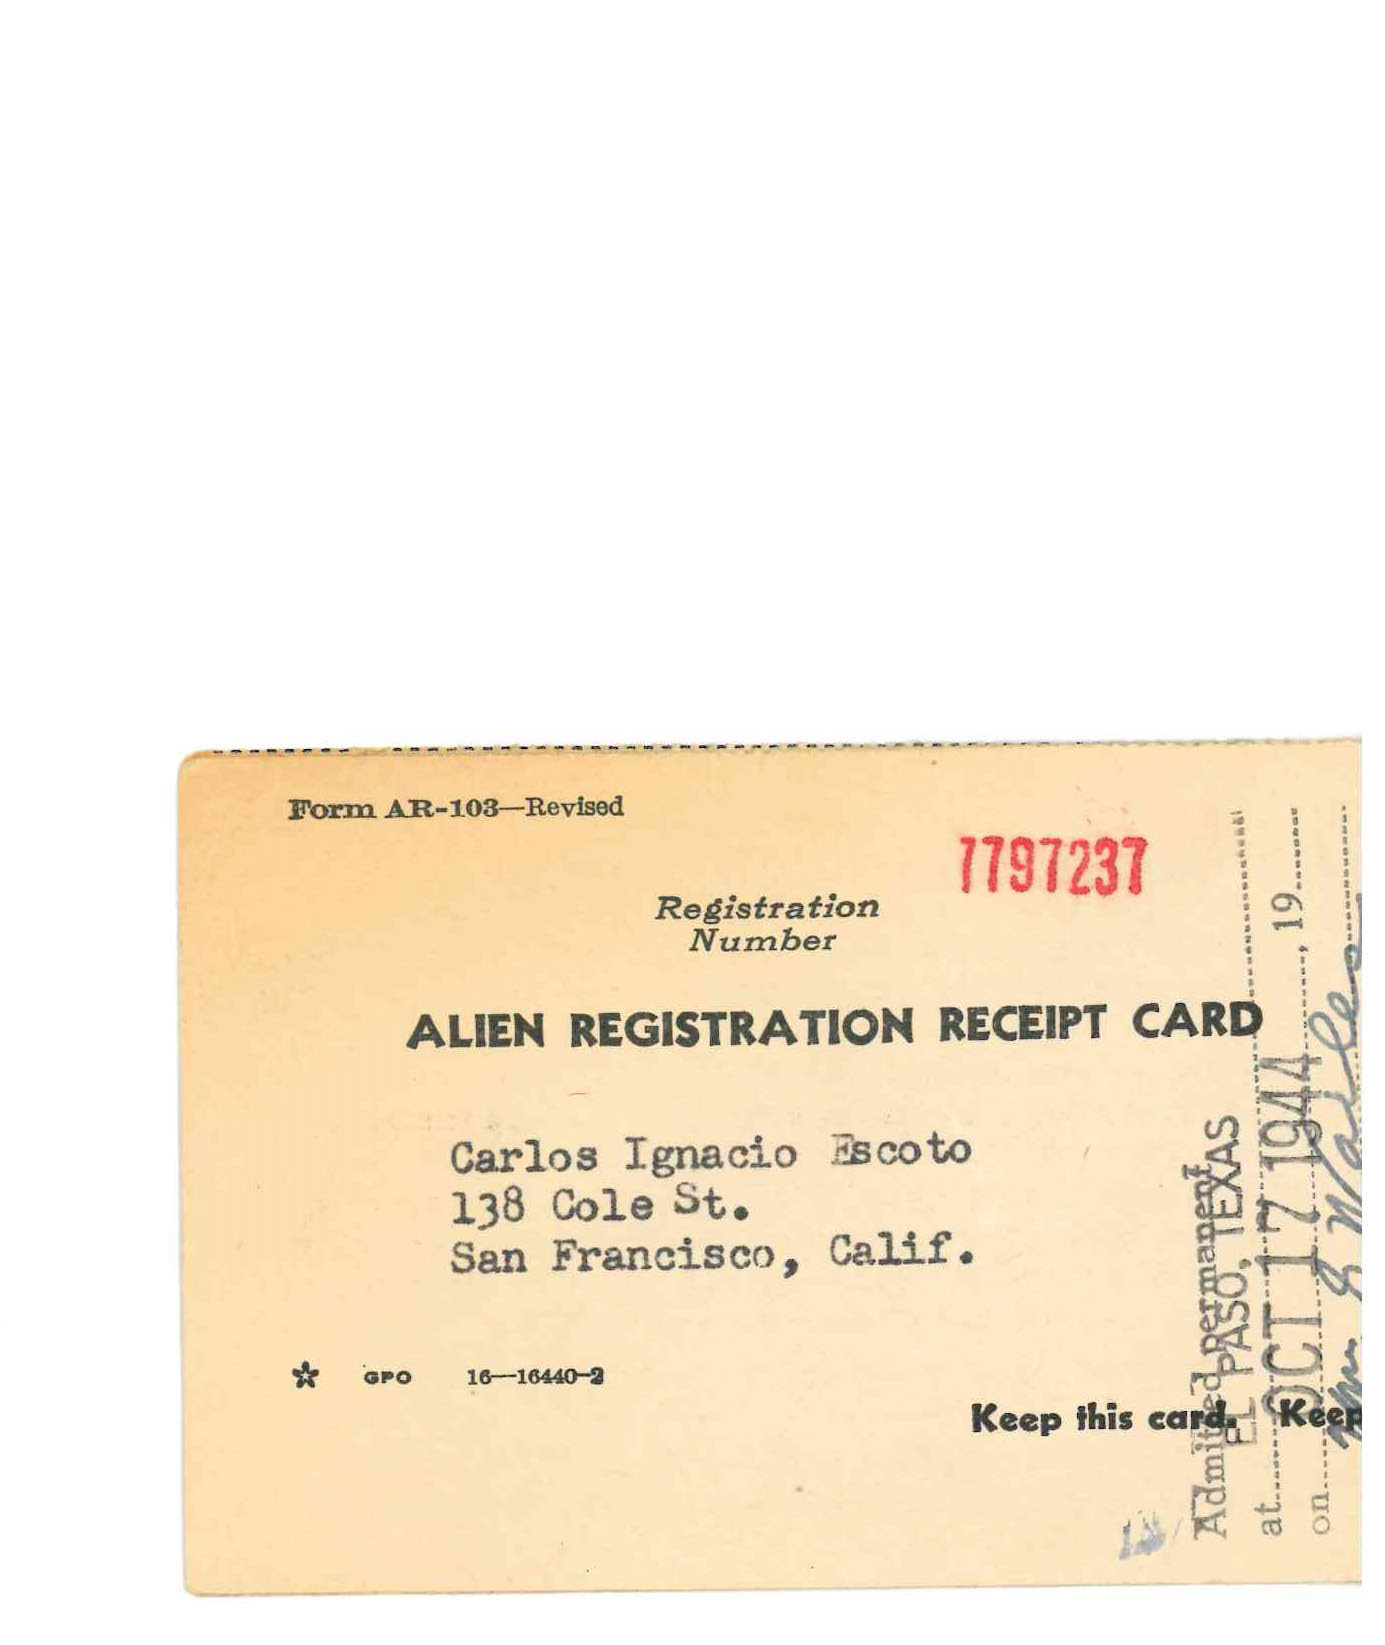 Form AR-103—Revised
7797237
Registration
Number
ALIEN REGISTRATION RECEIPT CARD
Carlos Ignacio Escoto
138 Cole St.
San Francisco, Calif.
☆ GPO 16—16440-2
Keep this card. Keep
Admitted permanent
EL PASO, TEXAS
at
OCT 17 1944
on , 19